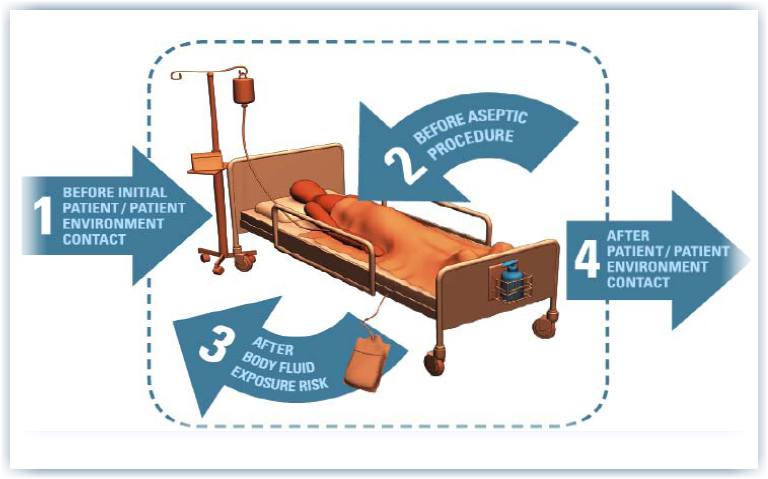 1
BEFORE INITIAL
PATIENT / PATIENT
ENVIRONMENT
CONTACT
2
BEFORE ASEPTIC
PROCEDURE
3
AFTER
BODY FLUID
EXPOSURE RISK
4
AFTER
PATIENT / PATIENT
ENVIRONMENT
CONTACT